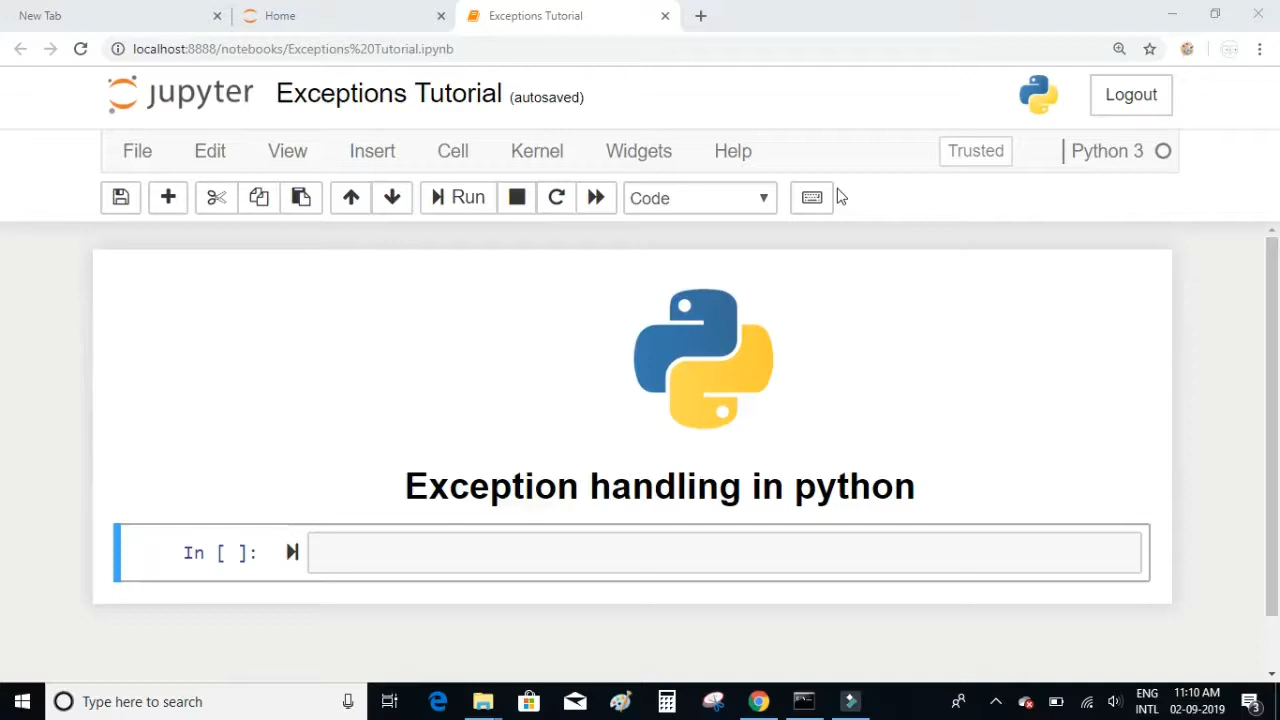 New Tab
Home
Exceptions Tutorial
localhost:8888/notebooks/Exceptions%20Tutorial.ipynb
jupyter
Exceptions Tutorial (autosaved)
Logout
File Edit View Insert Cell Kernel Widgets Help
Trusted
Python 3
Run
Code
Exception handling in python
In [ ]:
Type here to search
ENG
INTL
11:10 AM
02-09-2019
3